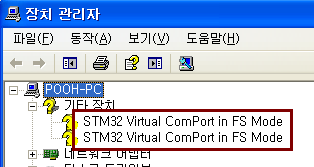 장치 관리자
파일(F) 동작(A) 보기(V) 도움말(H)
POOH-PC
기타 장치
STM32 Virtual ComPort in FS Mode
STM32 Virtual ComPort in FS Mode
네트워크 어댑터